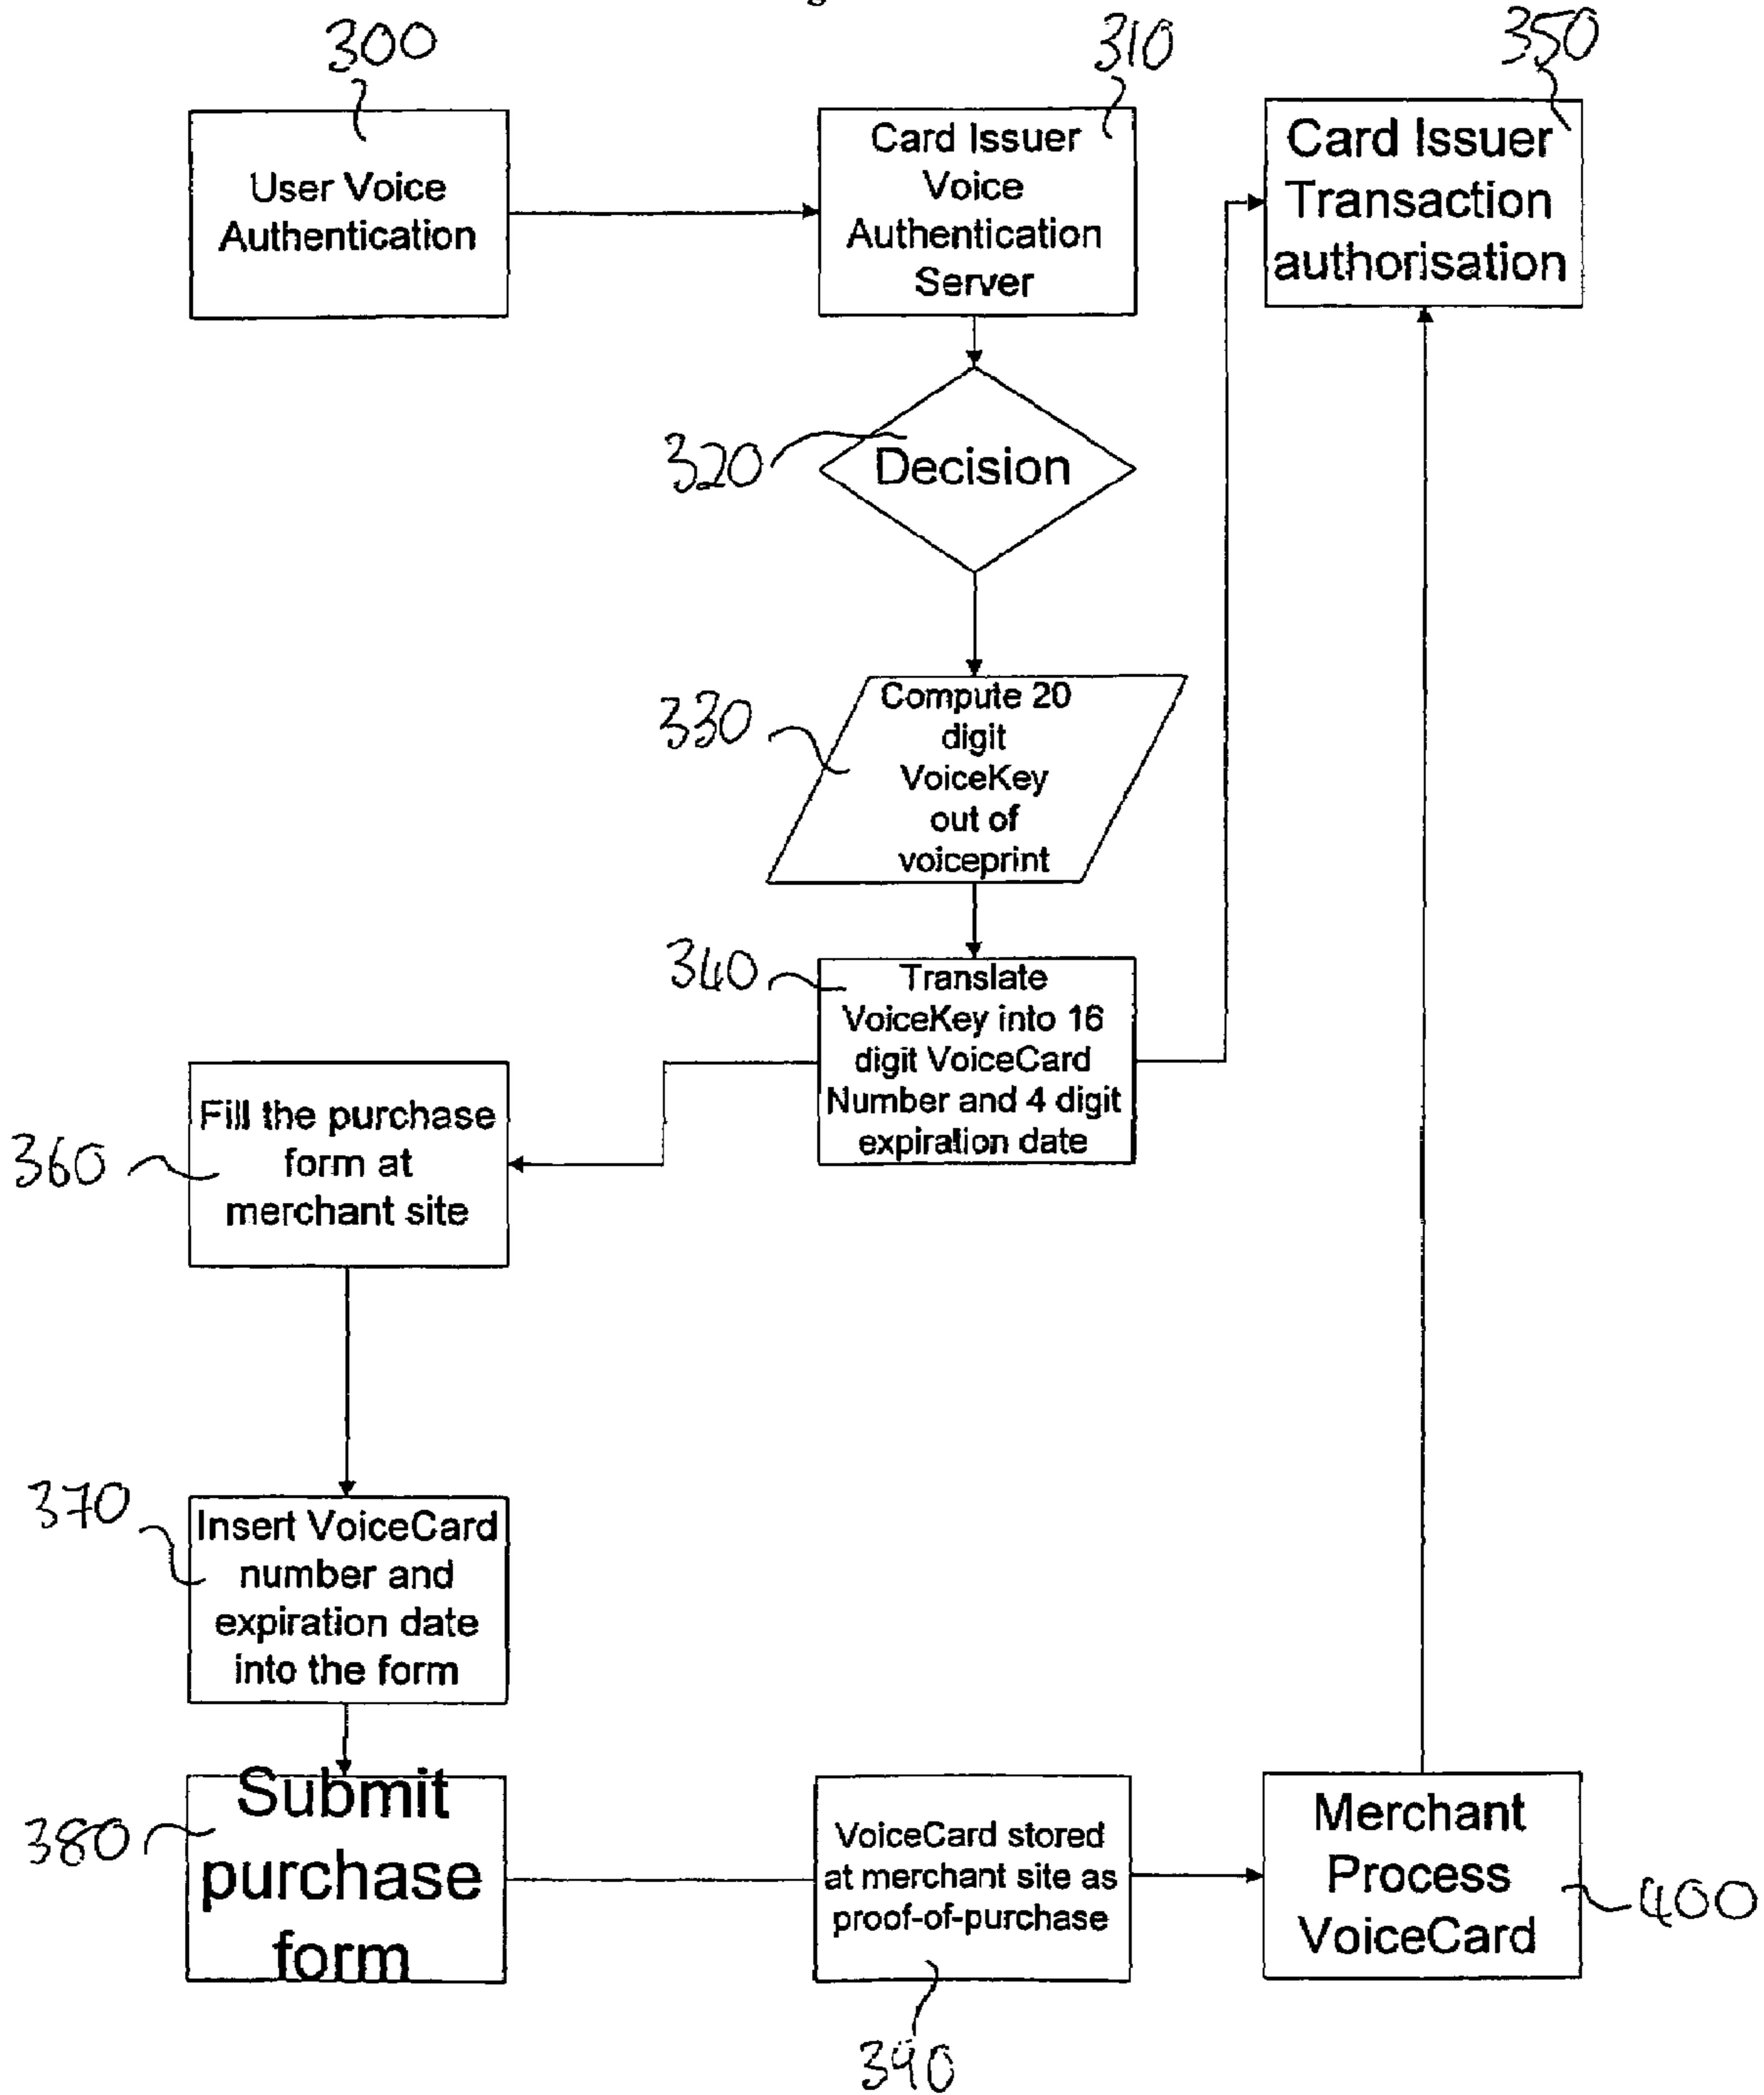 300
310
350
User Voice
Authentication
Card Issuer
Voice
Authentication
Server
Card Issuer
Transaction
authorisation
320
Decision
330
Compute 20
digit
VoiceKey
out of
voiceprint
340
Translate
VoiceKey into 16
digit VoiceCard
Number and 4 digit
expiration date
360
Fill the purchase
form at
merchant site
370
Insert VoiceCard
number and
expiration date
into the form
380
Submit
purchase
form
VoiceCard stored
at merchant site as
proof-of-purchase
390
Merchant
Process
VoiceCard
400